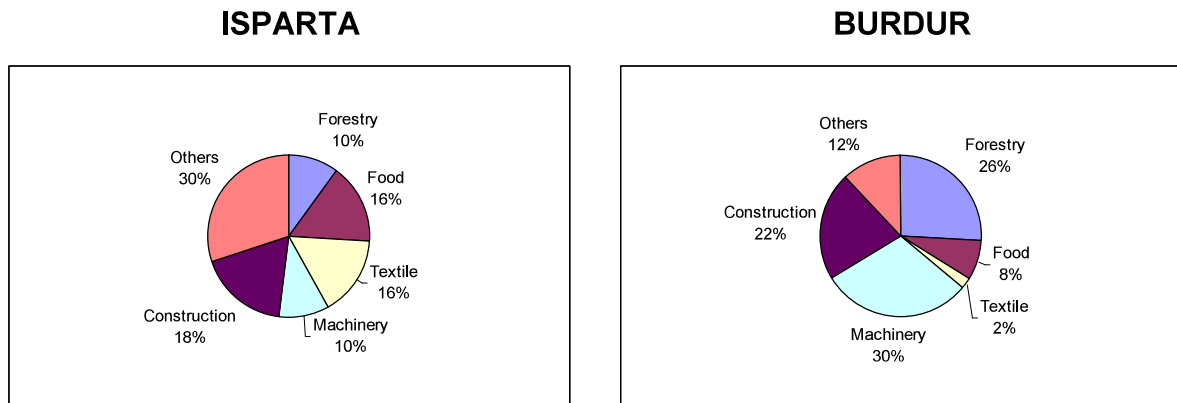 ISPARTA
Forestry
10%
Food
16%
Textile
16%
Machinery
10%
Construction
18%
Others
30%
BURDUR
Forestry
26%
Food
8%
Textile
2%
Machinery
30%
Construction
22%
Others
12%